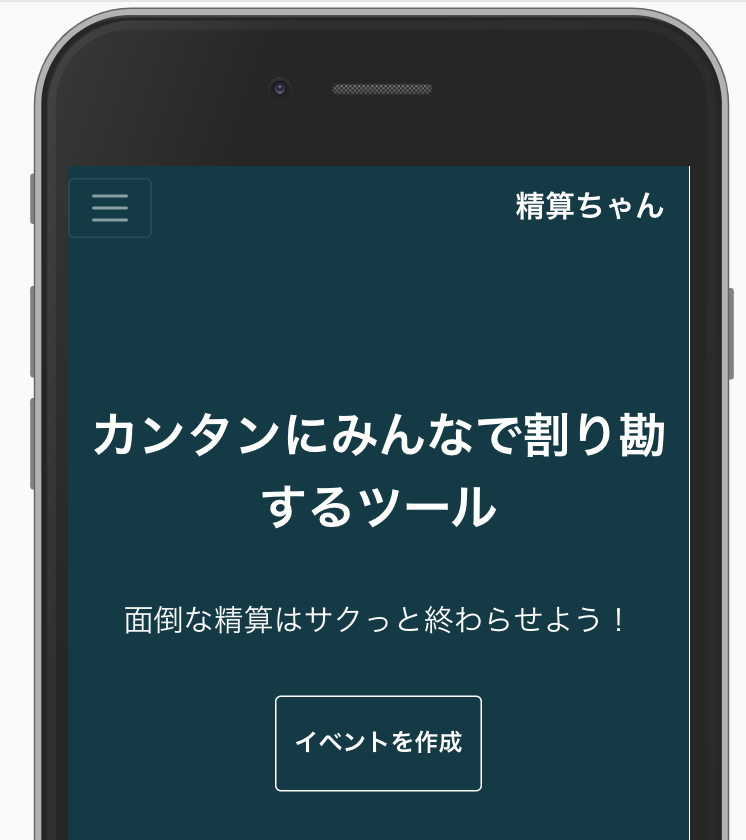 精算ちゃん
カンタンにみんなで割り勘
するツール
面倒な精算はサクっと終わらせよう！
イベントを作成